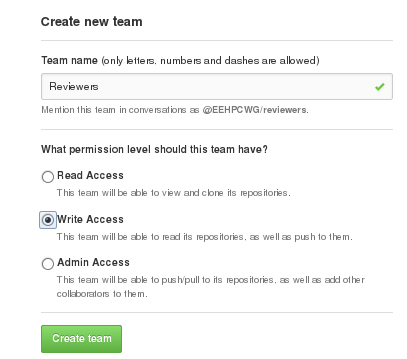 Create new team
Team name (only letters, numbers and dashes are allowed)
Reviewers
Mention this team in conversations as @EEHPCWG/reviewers.
What permission level should this team have?
Read Access
This team will be able to view and clone its repositories.
Write Access
This team will be able to read its repositories, as well as push to them.
Admin Access
This team will be able to push/pull to its repositories, as well as add other
collaborators to them.
Create team